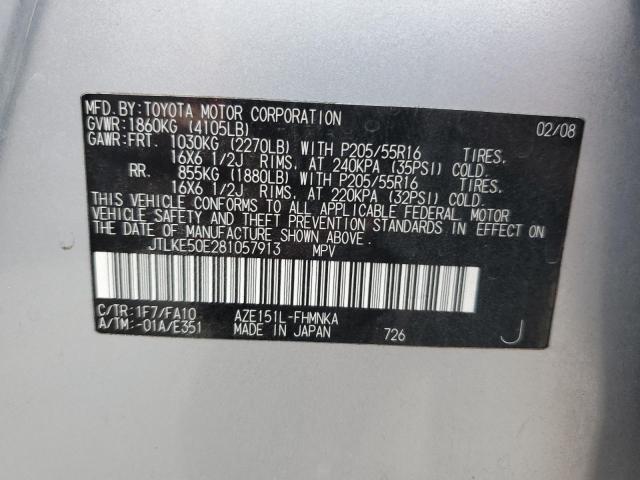 MFD.BY:TOYOTA MOTOR CORPORATION 02/08
GVWR:1860KG (4105LB)
GAWR:FRT. 1030KG (2270LB) WITH P205/55R16 TIRES.
16X6 1/2J RIMS, AT 240KPA (35PSI) COLD.
RR. 855KG (1880LB) WITH P205/55R16 TIRES.
16X6 1/2J RIMS, AT 220KPA (32PSI) COLD.
THIS VEHICLE CONFORMS TO ALL APPLICABLE FEDERAL MOTOR
VEHICLE SAFETY AND THEFT PREVENTION STANDARDS IN EFFECT ON
THE DATE OF MANUFACTURE SHOWN ABOVE.
JTLKE50E281057913 MPV
C/TR:1F7/FA10 AZE151L-FHMNKA
A/TM:-01A/E351 MADE IN JAPAN 726 J